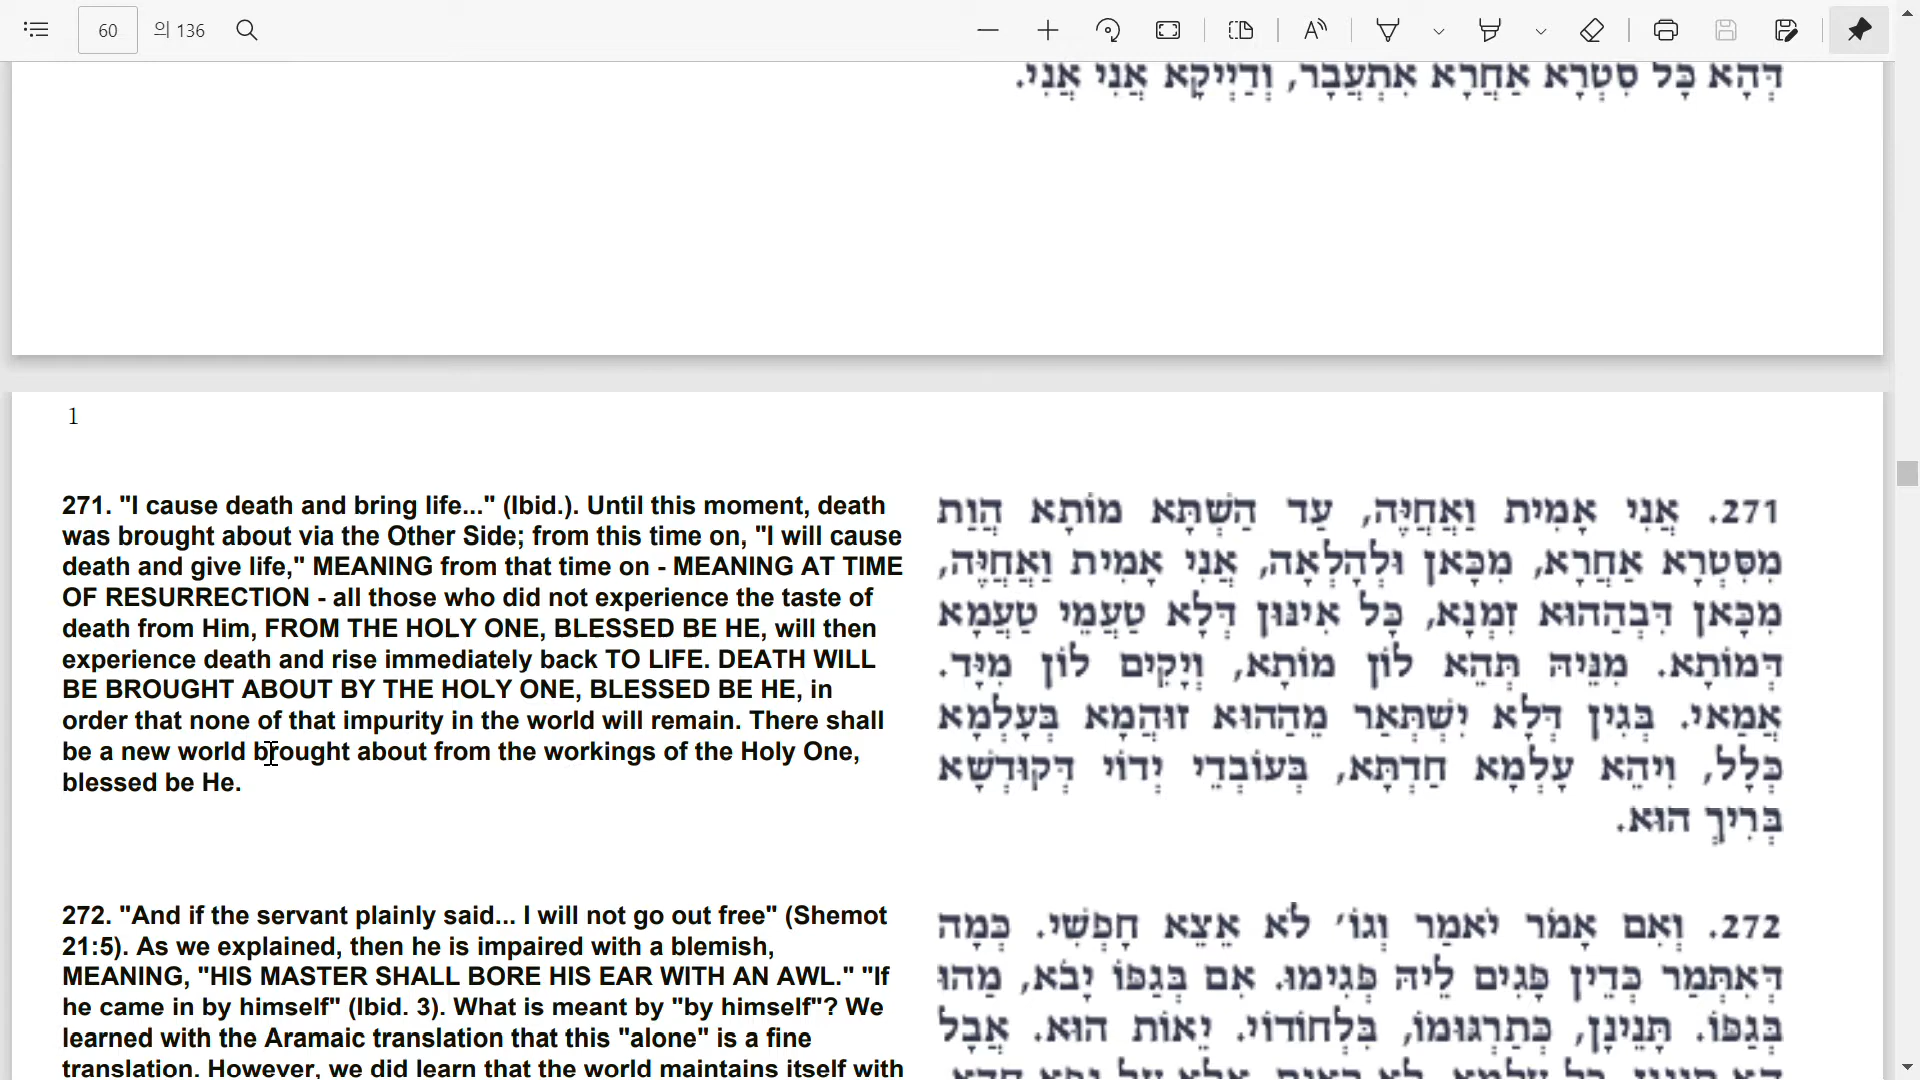 60 의 136
דְּהָא כָּל סִטְרָא אַחֲרָא אִתְעֲבָר, וְדַיְיקָא אֲנִי אֲנִי.
1
271. "I cause death and bring life..." (Ibid.). Until this moment, death
was brought about via the Other Side; from this time on, "I will cause
death and give life," MEANING from that time on - MEANING AT TIME
OF RESURRECTION - all those who did not experience the taste of
death from Him, FROM THE HOLY ONE, BLESSED BE HE, will then
experience death and rise immediately back TO LIFE. DEATH WILL
BE BROUGHT ABOUT BY THE HOLY ONE, BLESSED BE HE, in
order that none of that impurity in the world will remain. There shall
be a new world brought about from the workings of the Holy One,
blessed be He.
271. אֲנִי אָמִית וַאֲחַיֶּה, עַד הַשְׁתָּא מוֹתָא הֲוַת
מִסִּטְרָא אַחֲרָא, מִכָּאן וּלְהָלְאָה, אֲנִי אָמִית וַאֲחַיֶּה,
מִכָּאן דִּבְהַהוּא זִמְנָא, כָּל אִינּוּן דְּלָא טַעֲמֵי טַעֲמָא
דְּמוֹתָא. מִנֵּיהּ תְּהֵא לוֹן מוֹתָא, וְיָקִים לוֹן מִיָּד.
אֲמַאי. בְּגִין דְּלָא יִשְׁתְּאַר מֵהַהוּא זוּהֲמָא בְּעָלְמָא
כְּלָל, וִיהֵא עָלְמָא חַדְתָּא, בְּעוֹבָדֵי יְדוֹי דְּקוּדְשָׁא
בְּרִיךְ הוּא.
272. "And if the servant plainly said... I will not go out free" (Shemot
21:5). As we explained, then he is impaired with a blemish,
MEANING, "HIS MASTER SHALL BORE HIS EAR WITH AN AWL." "If
he came in by himself" (Ibid. 3). What is meant by "by himself"? We
learned with the Aramaic translation that this "alone" is a fine
translation. However, we did learn that the world maintains itself with
272. וְאִם אָמֹר יֹאמַר וְגוֹ' לֹא אֵצֵא חָפְשִׁי. כְּמָה
דְּאִתְּמַר כְּדֵין פָּגִים לֵיהּ פְּגִימוּ. אִם בְּגַפּוֹ יָבֹא, מַהוּ
בְּגַפּוֹ. תָּנֵינָן, כְּתַרְגּוּמוֹ, בִּלְחוֹדוֹי. יֵאוֹת הוּא. אֲבָל